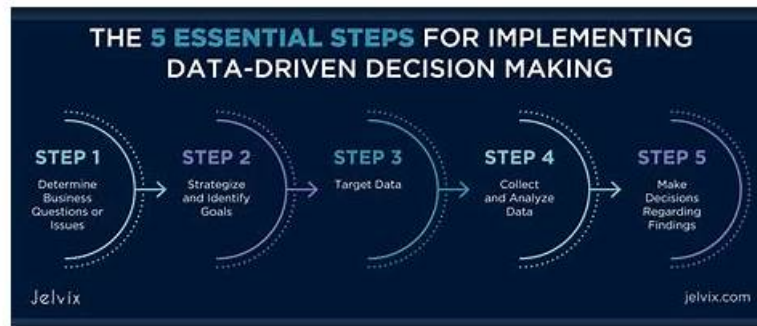 THE 5 ESSENTIAL STEPS FOR IMPLEMENTING
DATA-DRIVEN DECISION MAKING
STEP 1
Determine
Business
Questions or
Issues
STEP 2
Strategize
and Identify
Goals
STEP 3
Target Data
STEP 4
Collect
and Analyze
Data
STEP 5
Make
Decisions
Regarding
Findings
Jelvix
jelvix.com